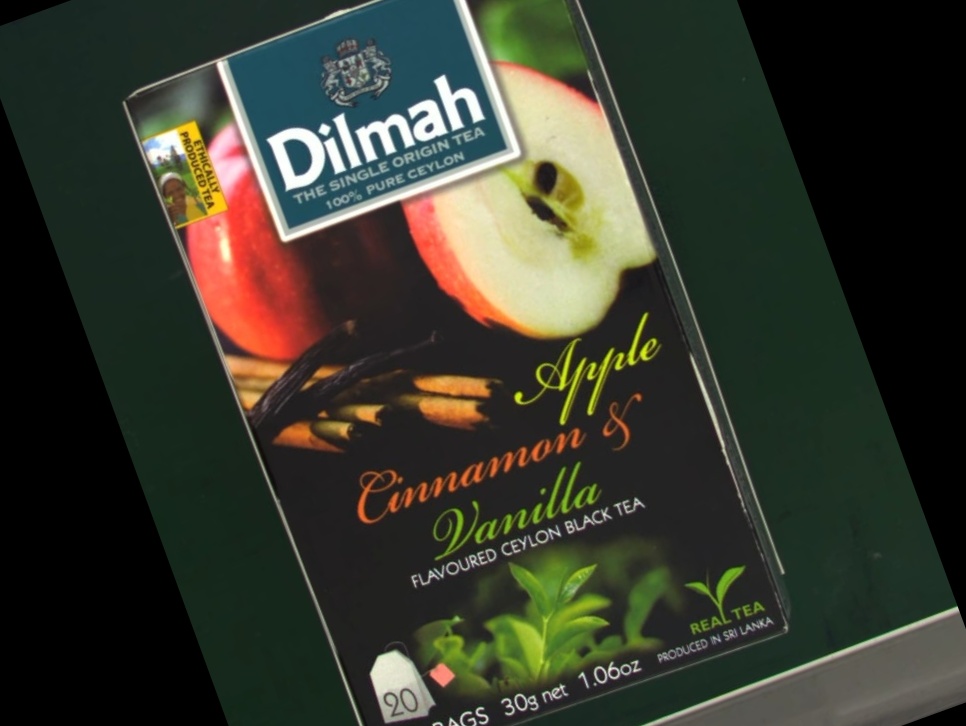 Dilmah
THE SINGLE ORIGIN TEA
100% PURE CEYLON
ETHICALLY
PRODUCED TEA
Apple
Cinnamon &
Vanilla
FLAVOURED CEYLON BLACK TEA
REAL TEA
PRODUCED IN SRI LANKA
20
BAGS 30g net 1.06oz